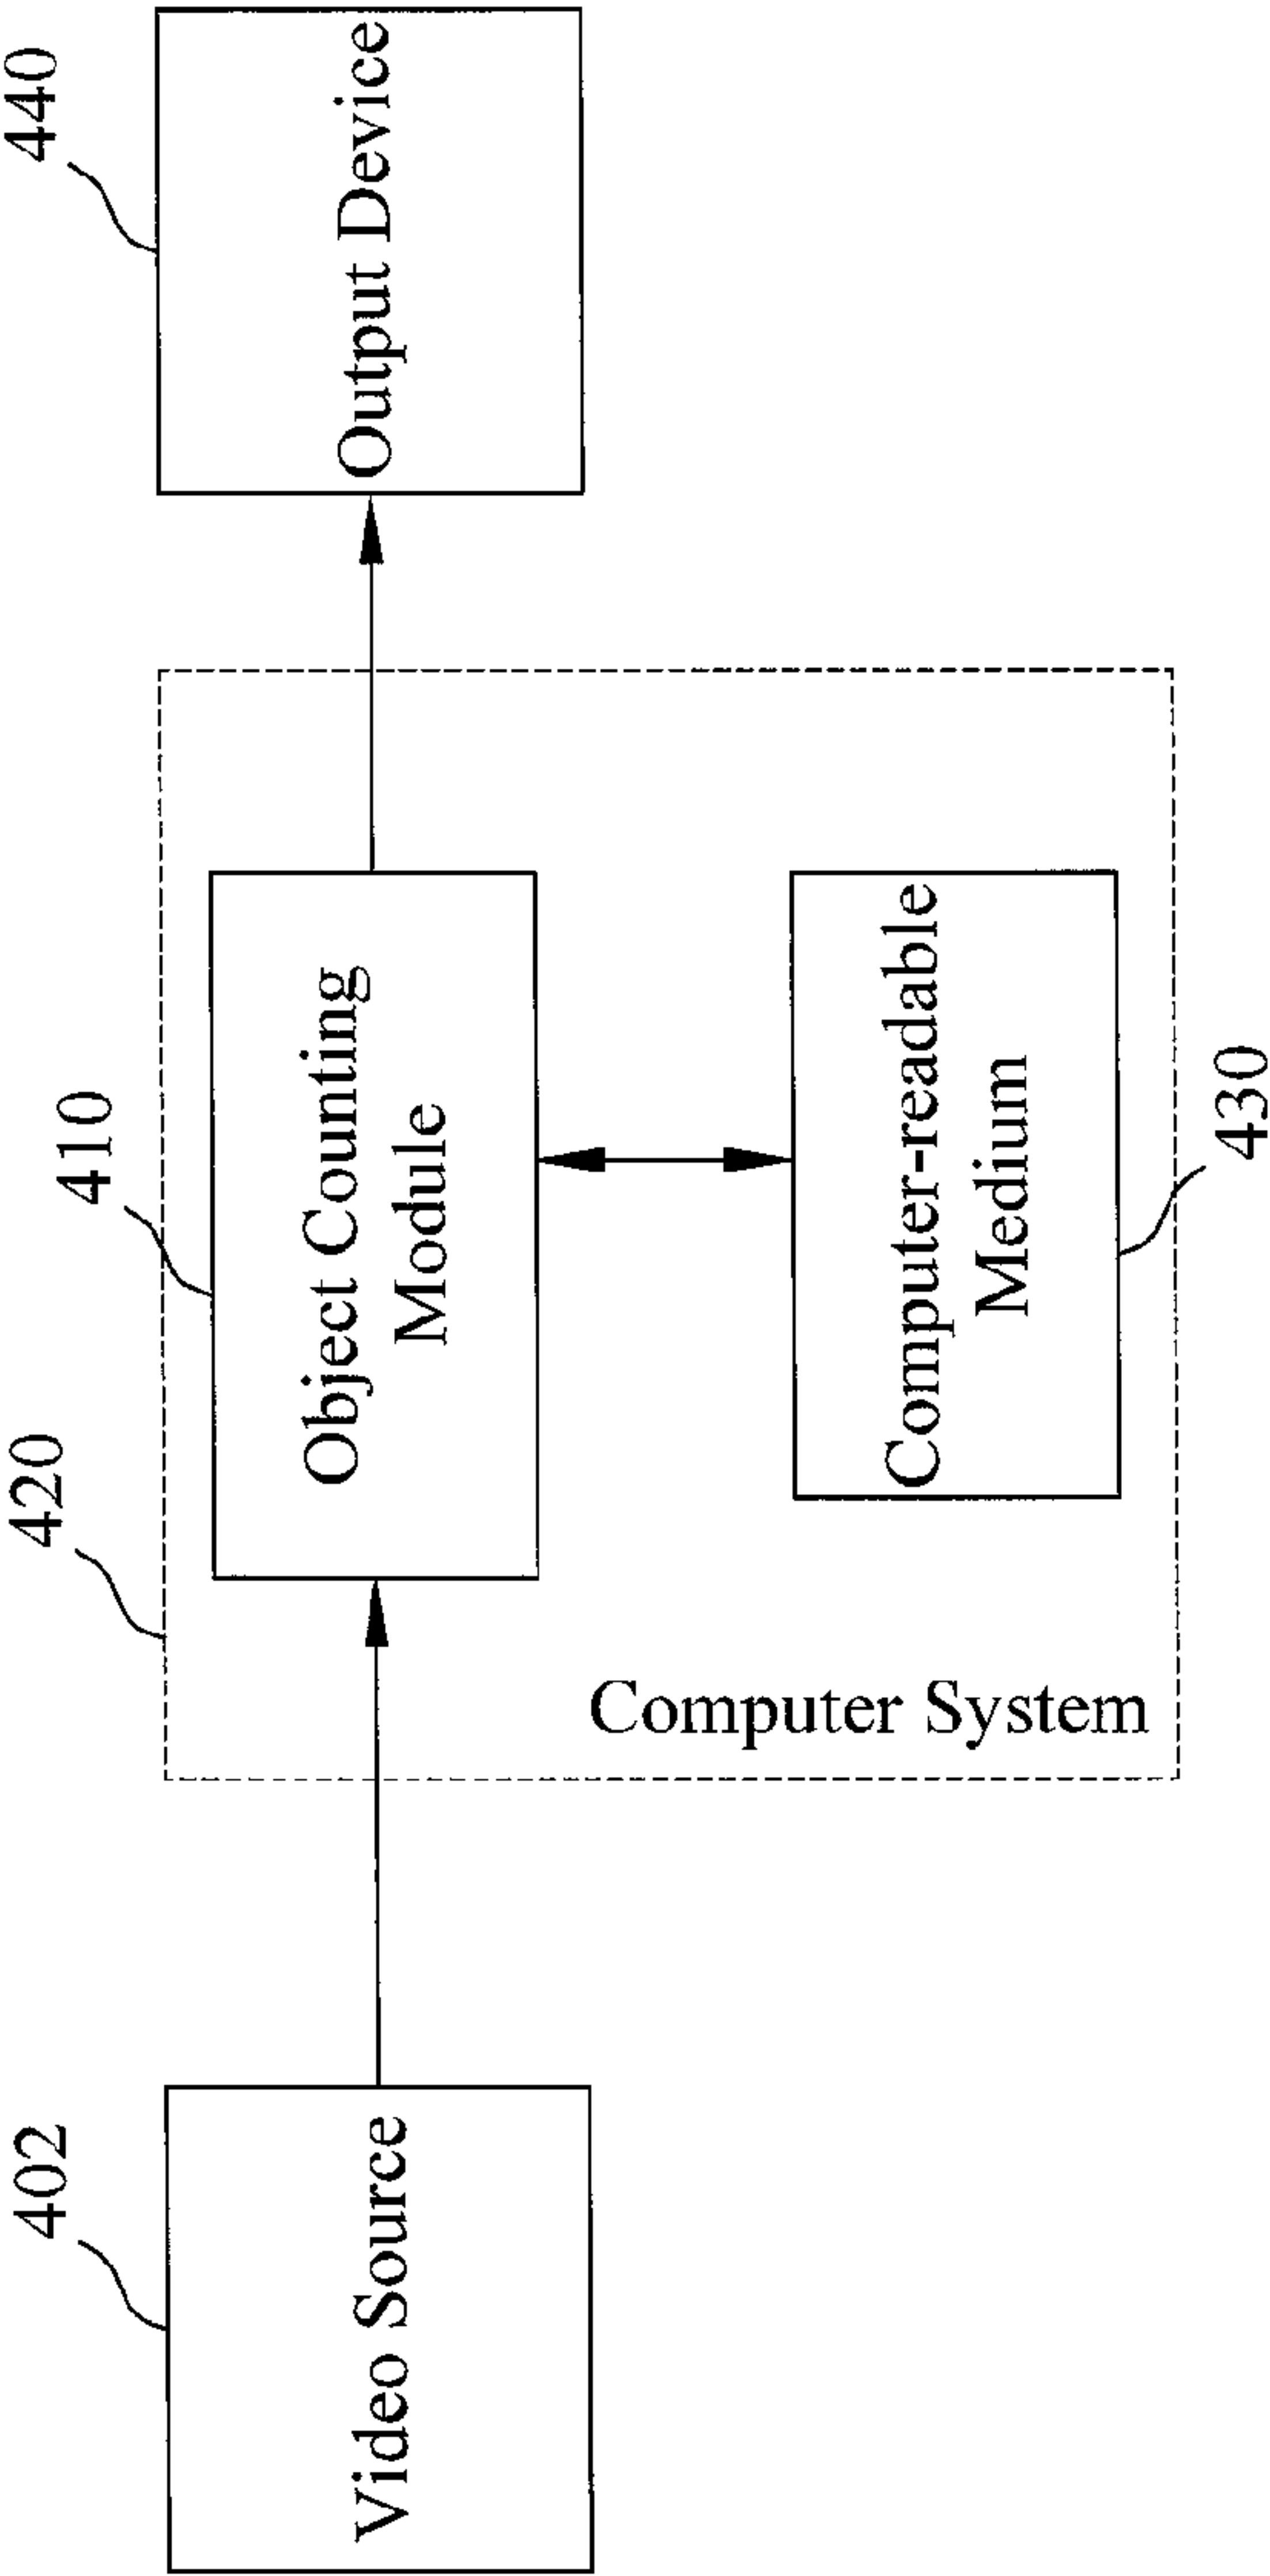 402
Video Source
420
Computer System
410
Object Counting
Module
Computer-readable
Medium
430
440
Output Device